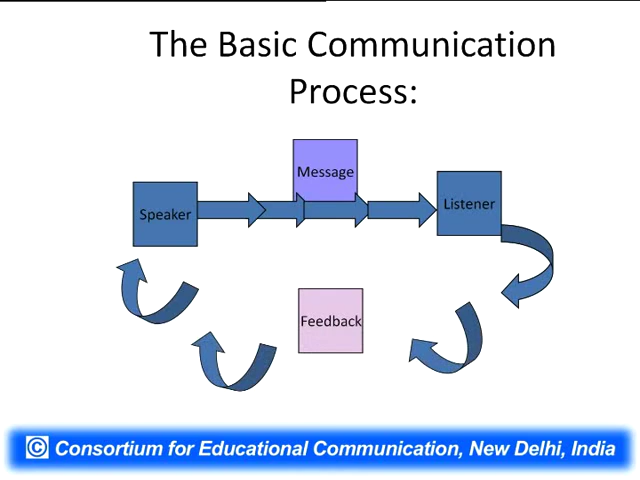 The Basic Communication
Process:
Message
Speaker
Listener
Feedback
© Consortium for Educational Communication, New Delhi, India